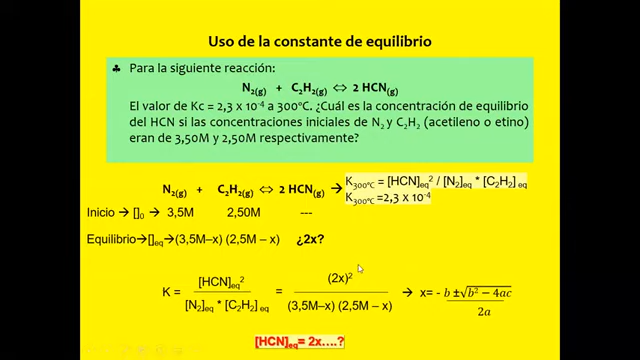 Uso de la constante de equilibrio
♣ Para la siguiente reacción:
N₂(g) + C₂H₂(g) ⇔ 2 HCN(g)
El valor de Kc = 2,3 x 10⁻⁴ a 300ºC. ¿Cuál es la concentración de equilibrio
del HCN si las concentraciones iniciales de N₂ y C₂H₂ (acetileno o etino)
eran de 3,50M y 2,50M respectivamente?
N₂(g) + C₂H₂(g) ⇔ 2 HCN(g) → K₃₀₀ºC = [HCN]eq² / [N₂]eq * [C₂H₂] eq
K₃₀₀ºC =2,3 x 10⁻⁴
Inicio → []₀ → 3,5M 2,50M ---
Equilibrio→[]eq→(3,5M–x) (2,5M – x) ¿2x?
K = [HCN]eq² / [N₂]eq * [C₂H₂] eq = (2x)² / (3,5M–x) (2,5M – x) → x= - b ±√b² − 4ac / 2a
[HCN]eq= 2x….?